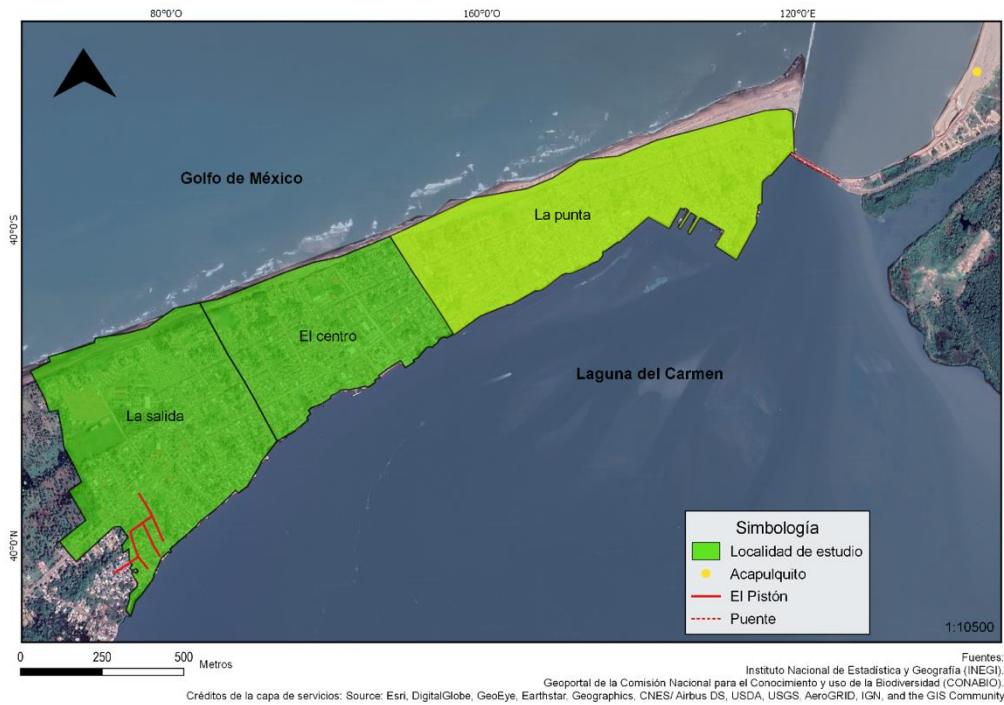 80°0'O 160°0'O 120°0'E
Golfo de México
40°0'S
La punta
El centro
Laguna del Carmen
La salida
40°0'N
Simbología
Localidad de estudio
Acapulquito
El Pistón
Puente
1:10500
0 250 500 Metros
Fuentes:
Instituto Nacional de Estadística y Geografía (INEGI).
Geoportal de la Comisión Nacional para el Conocimiento y uso de la Biodiversidad (CONABIO).
Créditos de la capa de servicios: Source: Esri, DigitalGlobe, GeoEye, Earthstar. Geographics, CNES/ Airbus DS, USDA, USGS, AeroGRID, IGN, and the GIS Community